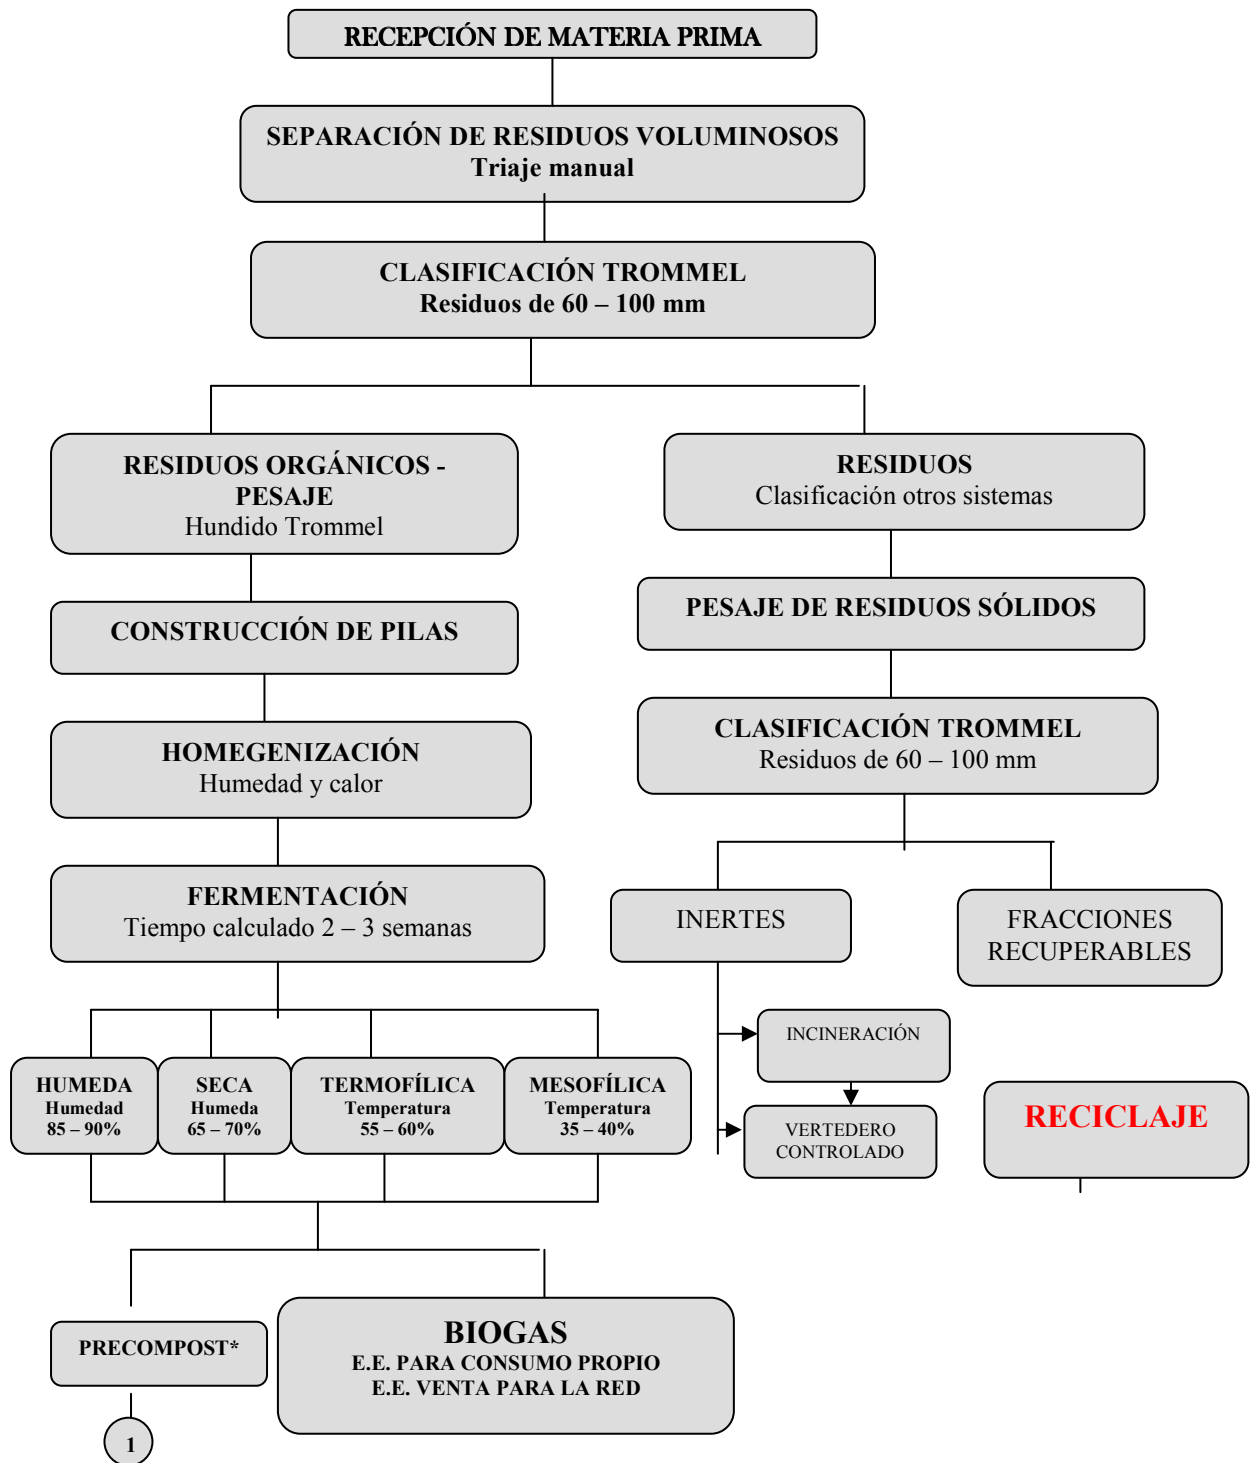 RECEPCIÓN DE MATERIA PRIMA
SEPARACIÓN DE RESIDUOS VOLUMINOSOS
Triaje manual
CLASIFICACIÓN TROMMEL
Residuos de 60 – 100 mm
RESIDUOS ORGÁNICOS -
PESAJE
Hundido Trommel
RESIDUOS
Clasificación otros sistemas
CONSTRUCCIÓN DE PILAS
PESAJE DE RESIDUOS SÓLIDOS
HOMEGENIZACIÓN
Humedad y calor
CLASIFICACIÓN TROMMEL
Residuos de 60 – 100 mm
FERMENTACIÓN
Tiempo calculado 2 – 3 semanas
INERTES
FRACCIONES
RECUPERABLES
INCINERACIÓN
VERTEDERO
CONTROLADO
RECICLAJE
HUMEDA
Humedad
85 – 90%
SECA
Humeda
65 – 70%
TERMOFÍLICA
Temperatura
55 – 60%
MESOFÍLICA
Temperatura
35 – 40%
PRECOMPOST*
BIOGAS
E.E. PARA CONSUMO PROPIO
E.E. VENTA PARA LA RED
1